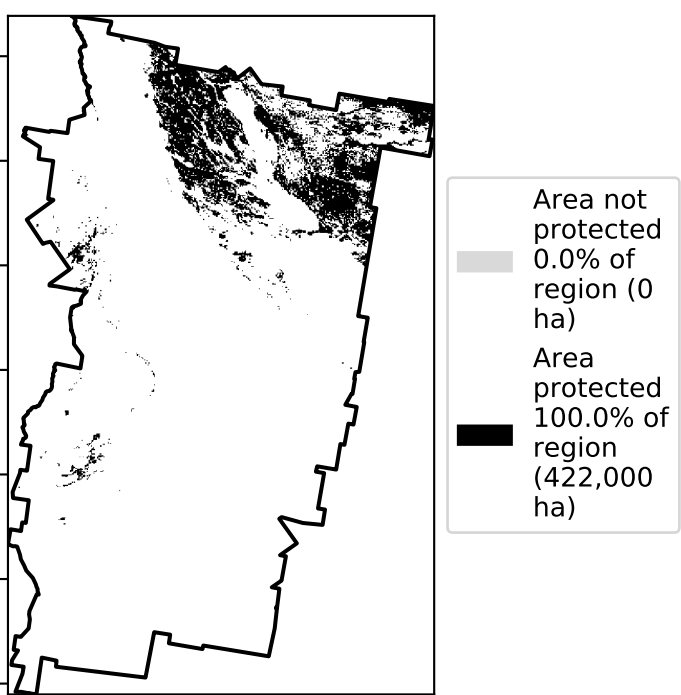 Area not
protected
0.0% of
region (0
ha)
Area
protected
100.0% of
region
(422,000
ha)